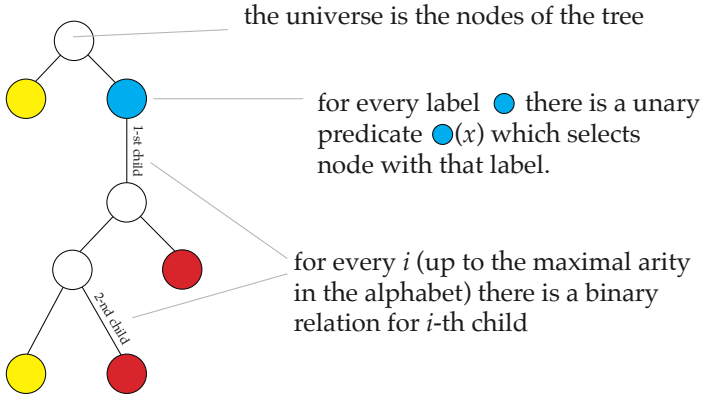 the universe is the nodes of the tree
for every label there is a unary
predicate (x) which selects
node with that label.
1-st child
for every i (up to the maximal arity
in the alphabet) there is a binary
relation for i-th child
2-nd child